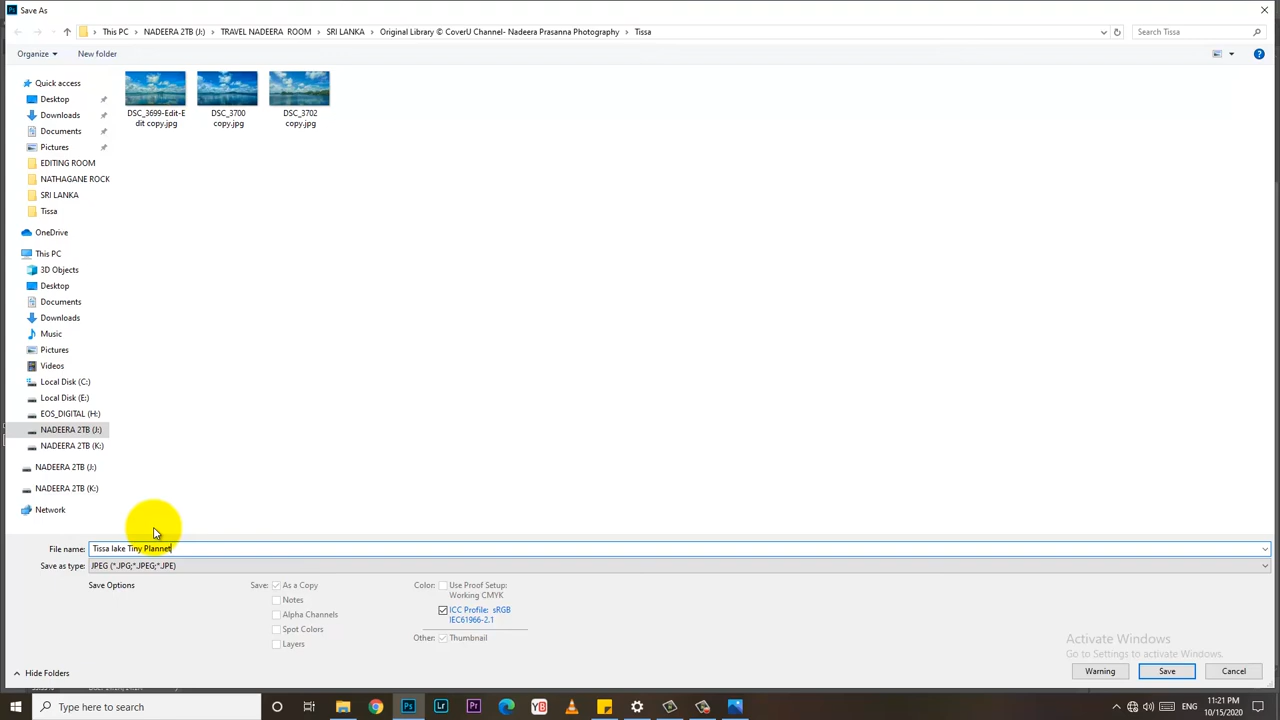 Save As
This PC > NADEERA 2TB (J:) > TRAVEL NADEERA ROOM > SRI LANKA > Original Library © CoverU Channel- Nadeera Prasanna Photography > Tissa
Search Tissa
Organize
New folder
Quick access
Desktop
Downloads
Documents
Pictures
EDITING ROOM
NATHAGANE ROCK
SRI LANKA
Tissa
OneDrive
This PC
3D Objects
Desktop
Documents
Downloads
Music
Pictures
Videos
Local Disk (C:)
Local Disk (E:)
EOS_DIGITAL (H:)
NADEERA 2TB (J:)
NADEERA 2TB (K:)
NADEERA 2TB (J:)
NADEERA 2TB (K:)
Network
DSC_3699-Edit-E
dit copy.jpg
DSC_3700
copy.jpg
DSC_3702
copy.jpg
File name: Tissa lake Tiny Plannet
Save as type: JPEG (*.JPG;*.JPEG;*.JPE)
Save Options
Save: As a Copy
Notes
Alpha Channels
Spot Colors
Layers
Color: Use Proof Setup:
Working CMYK
ICC Profile: sRGB
IEC61966-2.1
Other: Thumbnail
Activate Windows
Go to Settings to activate Windows.
Hide Folders
Warning
Save
Cancel
Type here to search
Ps
Lr
Pr
YB
ENG
11:21 PM
10/15/2020